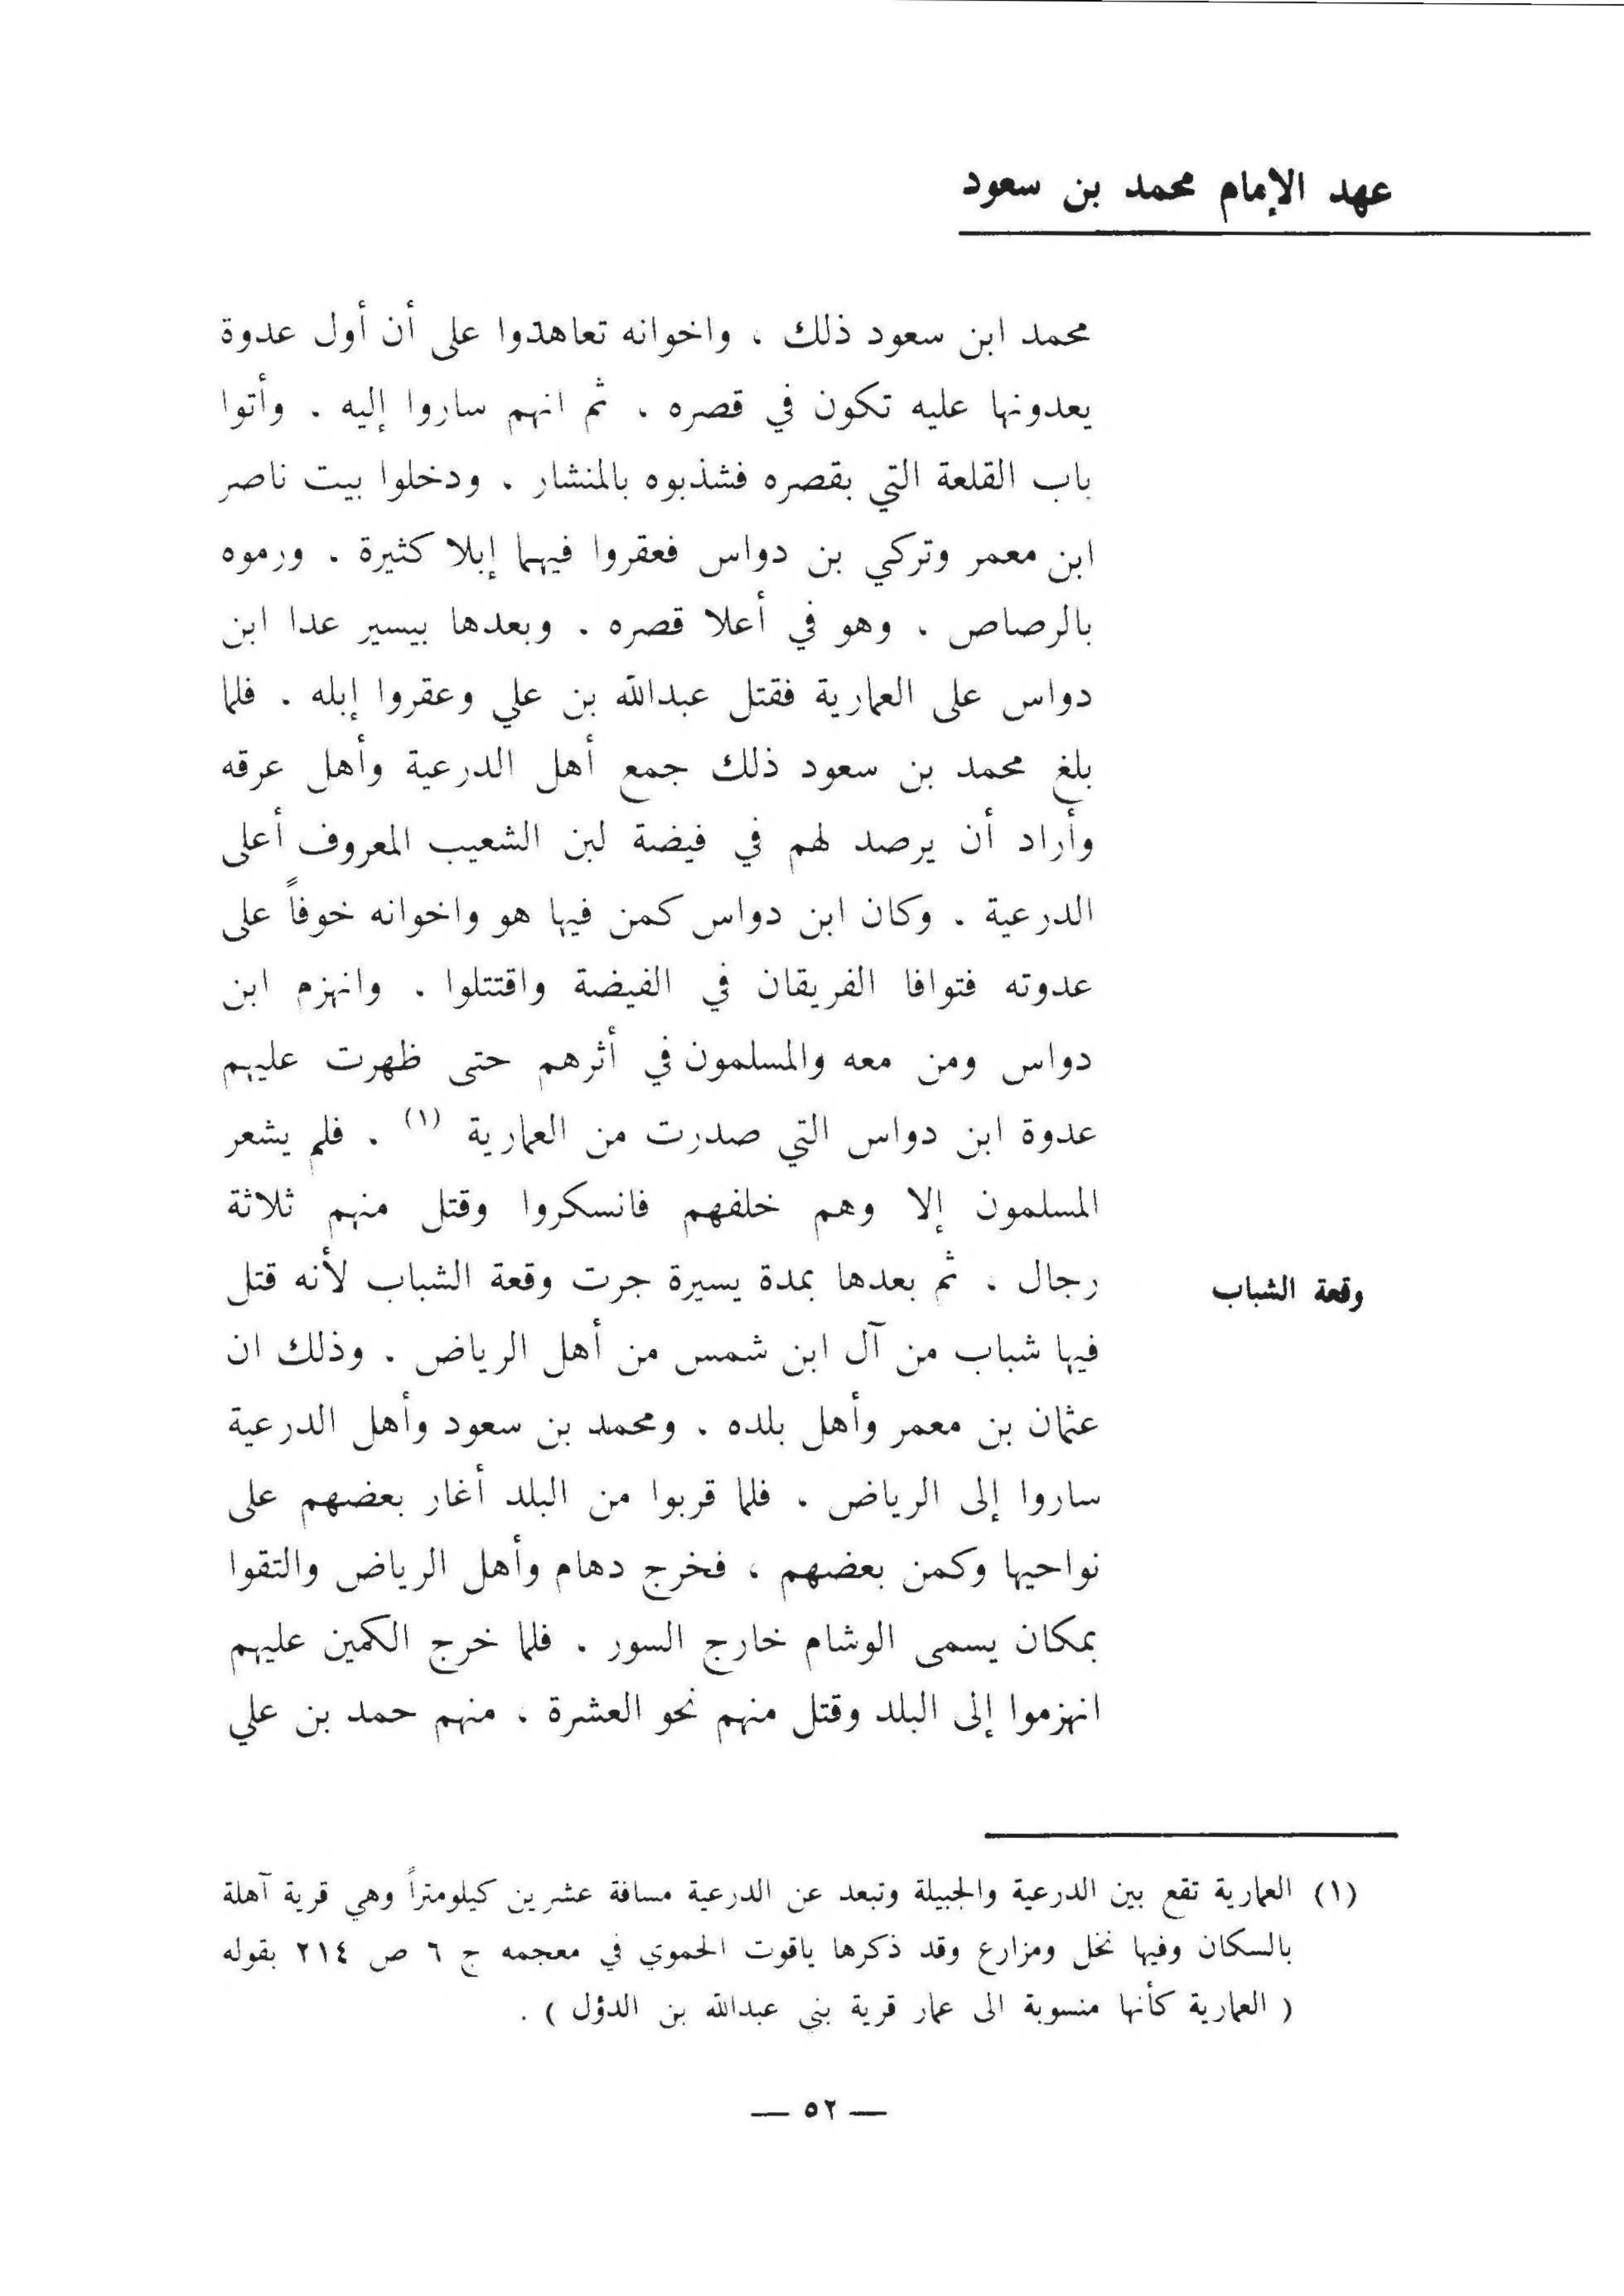 عهد الإمام محمد بن سعود
محمد ابن سعود ذلك ، واخوانه تعاهدوا على أن أول عدوة
يعدونها عليه تكون في قصره ، ثم انهم ساروا إليه . وأتوا
باب القلعة التي بقصره فشذبوه بالمنشار . ودخلوا بيت ناصر
ابن معمر وتركي بن دواس فعقروا فيهما إبلا كثيرة . ورموه
بالرصاص . وهو في أعلا قصره . وبعدها بيسير عدا ابن
دواس على العمارية فقتل عبدالله بن علي وعقروا إبله . فلما
بلغ محمد بن سعود ذلك جمع أهل الدرعية وأهل عرقه
وأراد أن يرصد لهم في فيضة لبن الشعيب المعروف أعلى
الدرعية . وكان ابن دواس كمن فيها هو واخوانه خوفاً على
عدوته فتوافا الفريقان في الفيضة واقتتلوا . وانهزم ابن
دواس ومن معه والمسلمون في أثرهم حتى ظهرت عليهم
عدوة ابن دواس التي صدرت من العمارية (١) . فلم يشعر
المسلمون إلا وهم خلفهم فانسكروا وقتل منهم ثلاثة
رجال ، ثم بعدها بمدة يسيرة جرت وقعة الشباب لأنه قتل
وقعة الشباب
فيها شباب من آل ابن شمس من أهل الرياض . وذلك ان
عثمان بن معمر وأهل بلده . ومحمد بن سعود وأهل الدرعية
ساروا إلى الرياض . فلما قربوا من البلد أغار بعضهم على
نواحيها وكمن بعضهم ، فخرج دهام وأهل الرياض والتقوا
بمكان يسمى الوشام خارج السور . فلما خرج الكمين عليهم
انهزموا إلى البلد وقتل منهم نحو العشرة ، منهم حمد بن علي
(١) العمارية تقع بين الدرعية والجبيلة وتبعد عن الدرعية مسافة عشرين كيلومتراً وهي قرية آهلة
بالسكان وفيها نخل ومزارع وقد ذكرها ياقوت الحموي في معجمه ج ٦ ص ٢١٤ بقوله
( العمارية كأنها منسوبة الى عمار قرية بني عبدالله بن الدؤل ) .
— ٥٢ —